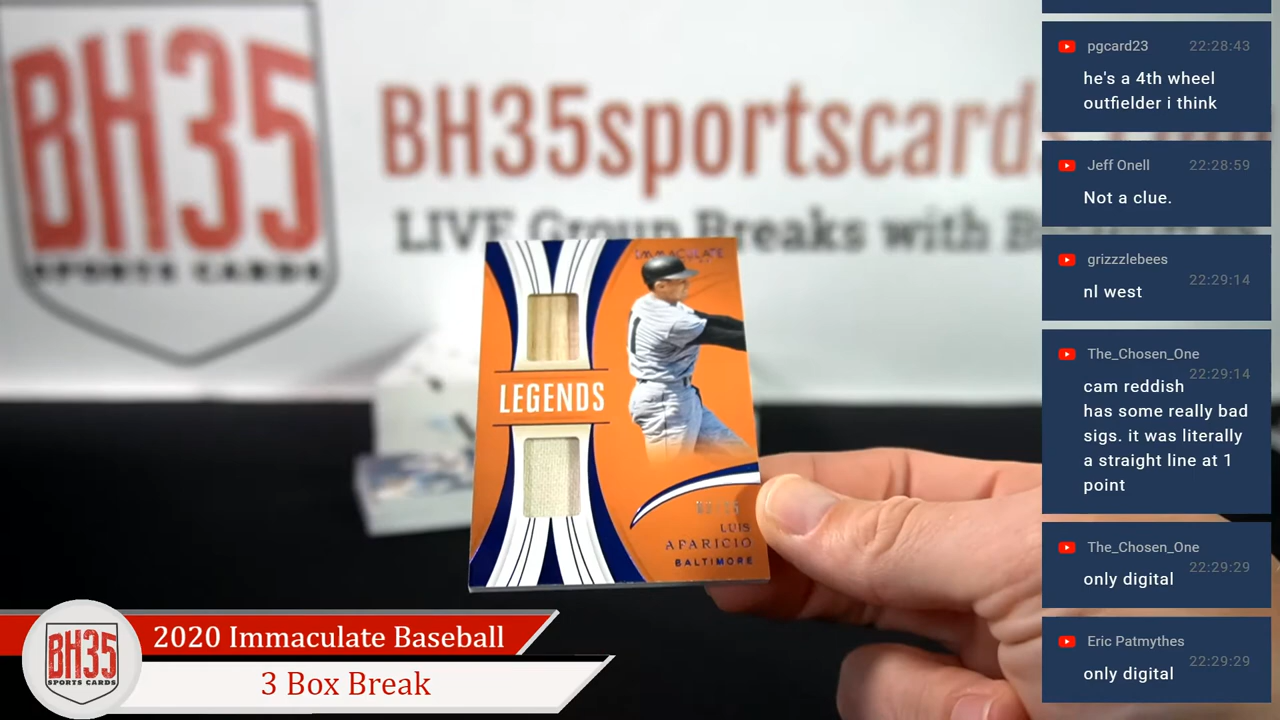 BH35
SPORTS CARDS
BH35sportscards
LIVE Group Breaks with
IMMACULATE
1
LEGENDS
LUIS
APARICIO
BALTIMORE
pgcard23 22:28:43
he's a 4th wheel
outfielder i think
Jeff Onell 22:28:59
Not a clue.
grizzzlebees 22:29:14
nl west
The_Chosen_One 22:29:14
cam reddish
has some really bad
sigs. it was literally
a straight line at 1
point
The_Chosen_One 22:29:29
only digital
Eric Patmythes 22:29:29
only digital
BH35
SPORTS CARDS
2020 Immaculate Baseball
3 Box Break